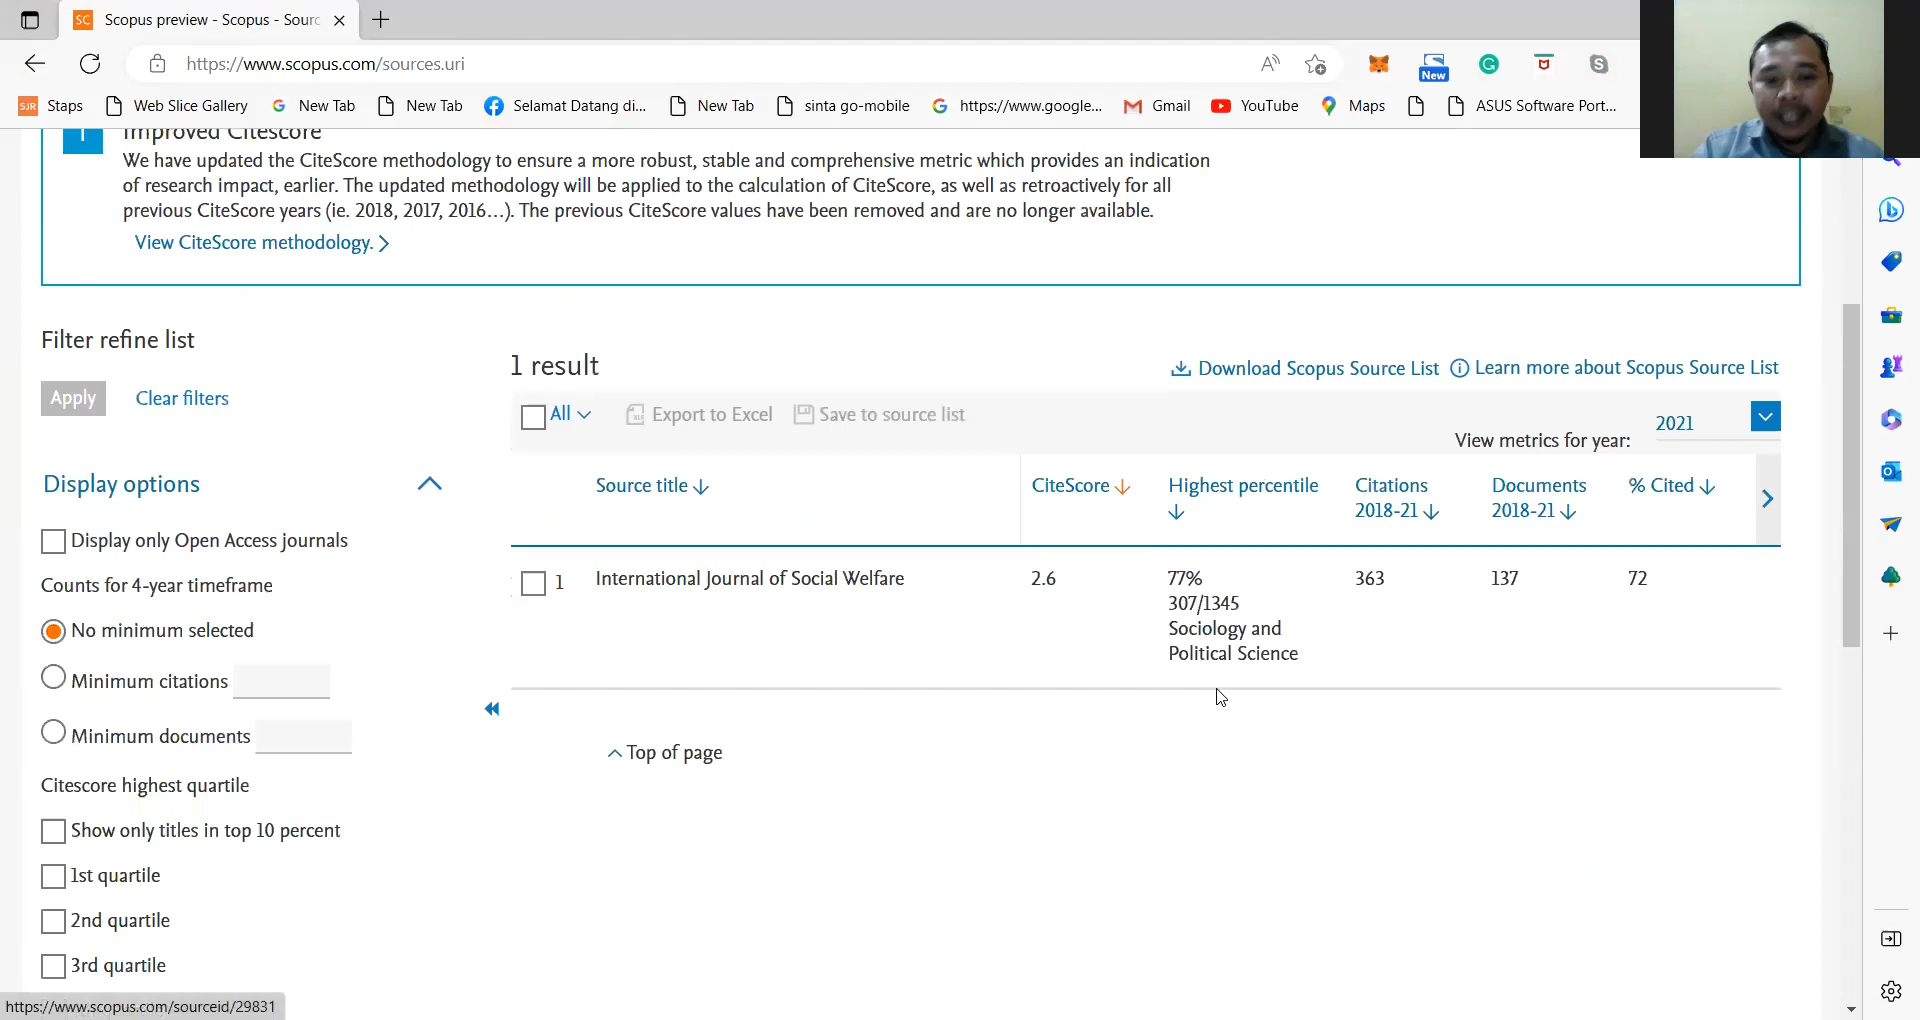 Scopus preview - Scopus - Sourc
https://www.scopus.com/sources.uri
New
SJR Staps
Web Slice Gallery
New Tab
New Tab
Selamat Datang di...
New Tab
sinta go-mobile
https://www.google...
Gmail
YouTube
Maps
ASUS Software Port...
Improved Citescore
We have updated the CiteScore methodology to ensure a more robust, stable and comprehensive metric which provides an indication
of research impact, earlier. The updated methodology will be applied to the calculation of CiteScore, as well as retroactively for all
previous CiteScore years (ie. 2018, 2017, 2016...). The previous CiteScore values have been removed and are no longer available.
View CiteScore methodology.
Filter refine list
Apply Clear filters
Display options
Display only Open Access journals
Counts for 4-year timeframe
No minimum selected
Minimum citations
Minimum documents
Citescore highest quartile
Show only titles in top 10 percent
1st quartile
2nd quartile
3rd quartile
1 result
Download Scopus Source List Learn more about Scopus Source List
All Export to Excel Save to source list
View metrics for year: 2021
Source title CiteScore Highest percentile Citations 2018-21 Documents 2018-21 % Cited
1 International Journal of Social Welfare 2.6 77% 363 137 72
307/1345
Sociology and
Political Science
Top of page
https://www.scopus.com/sourceid/29831